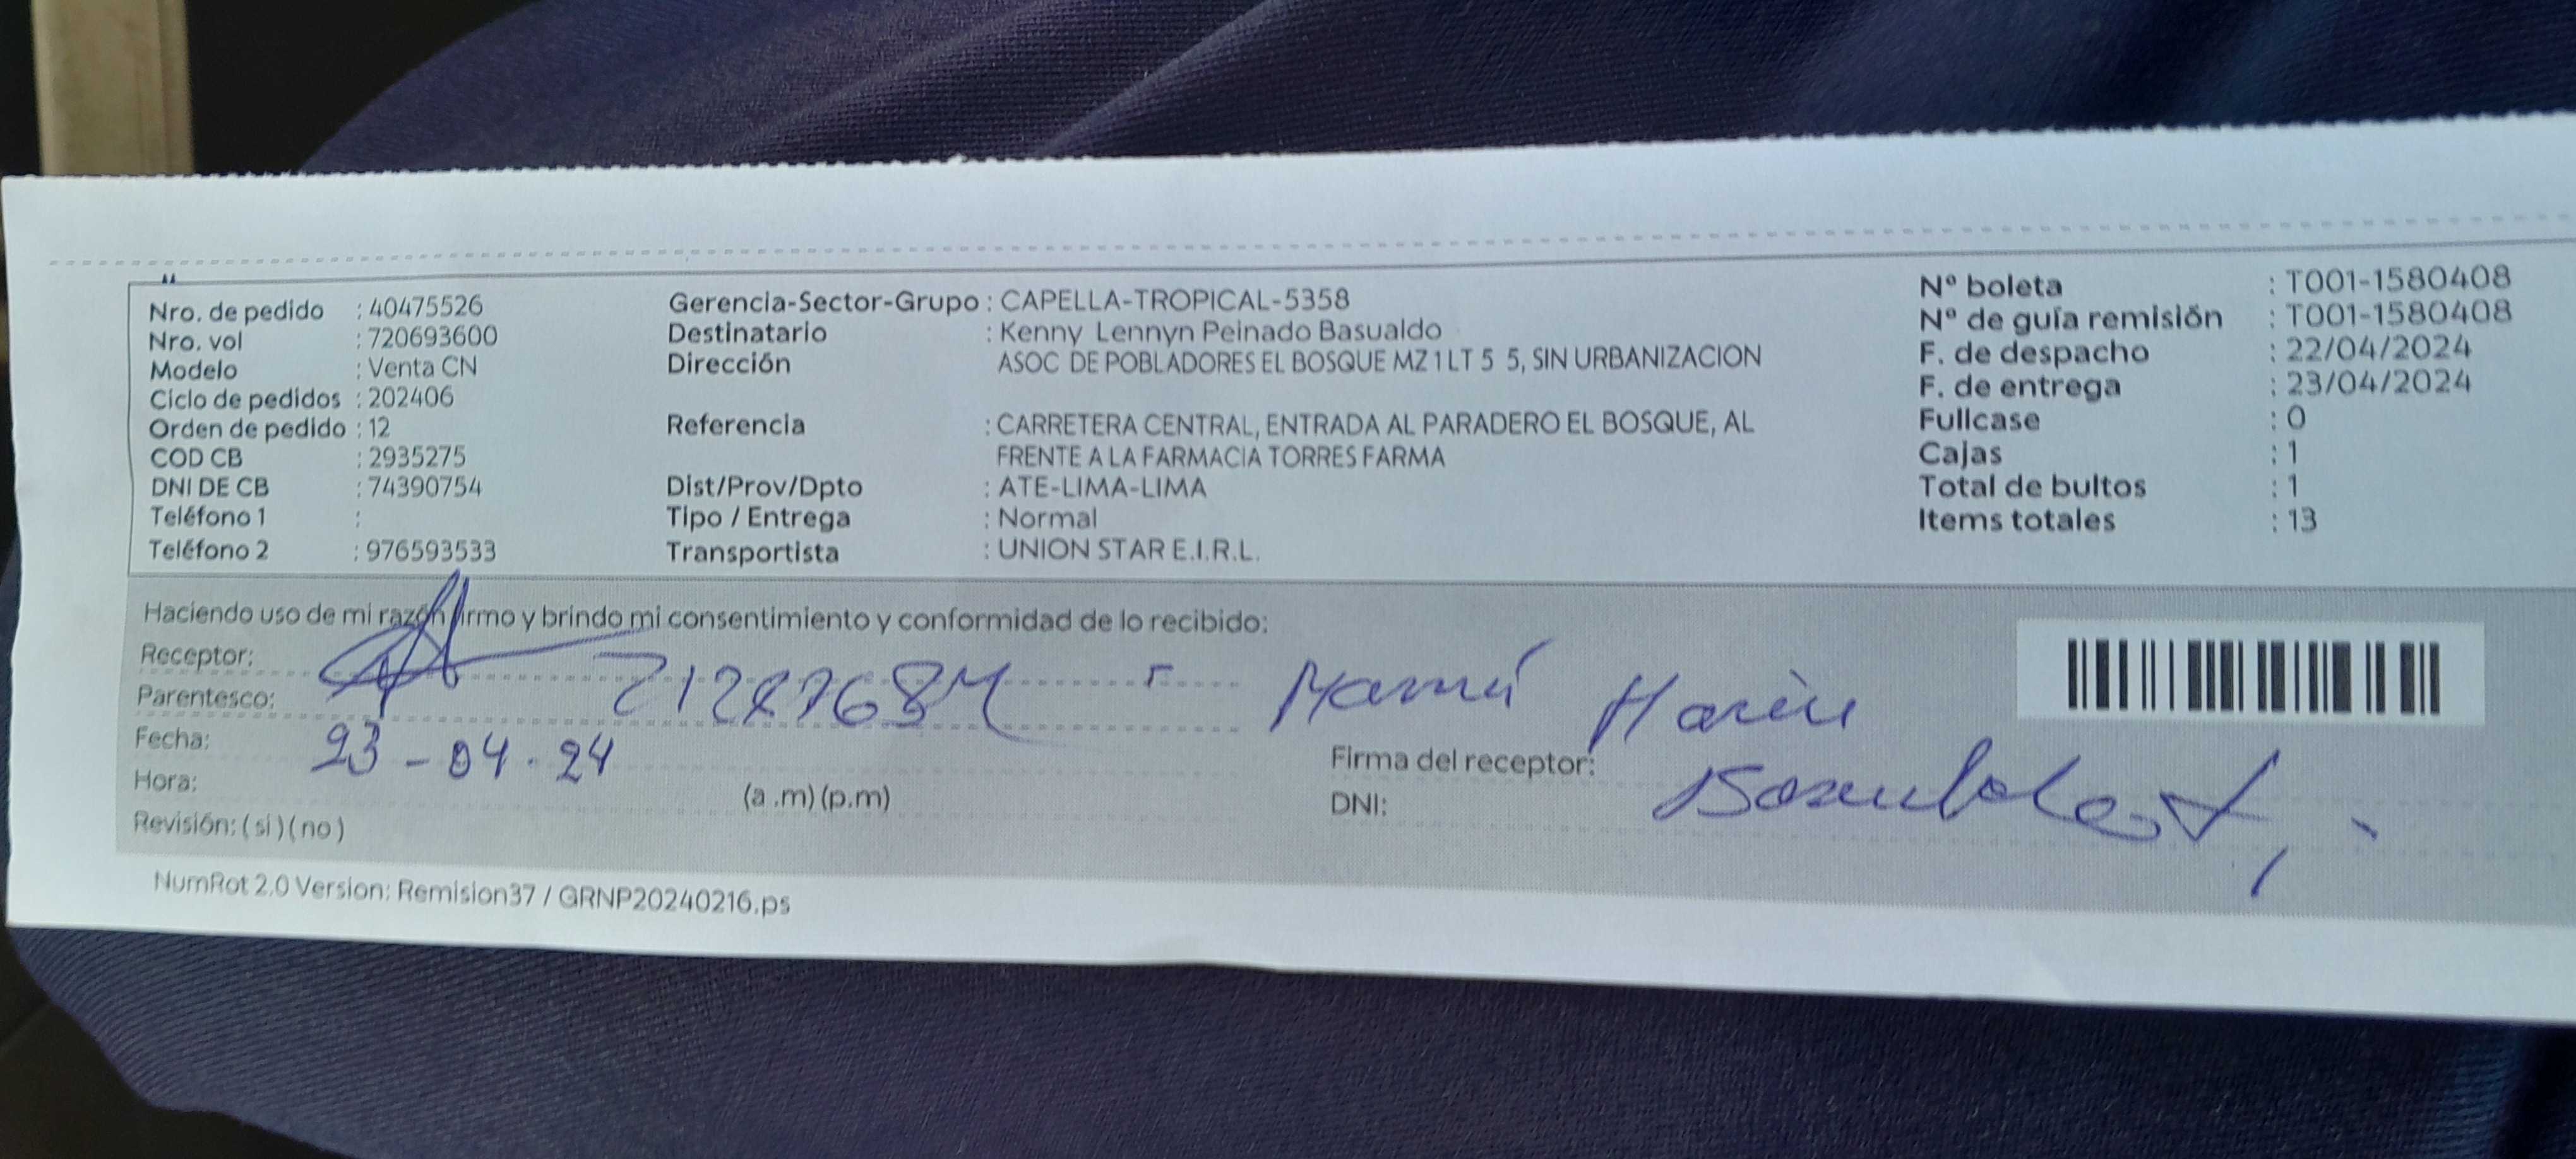 Nro. de pedido : 40475526
Nro. vol : 720693600
Modelo : Venta CN
Ciclo de pedidos : 202406
Orden de pedido : 12
COD CB : 2935275
DNI DE CB : 74390754
Teléfono 1 :
Teléfono 2 : 976593533
Gerencia-Sector-Grupo : CAPELLA-TROPICAL-5358
Destinatario : Kenny Lennyn Peinado Basualdo
Dirección ASOC DE POBLADORES EL BOSQUE MZ 1 LT 5 5, SIN URBANIZACION
Referencia : CARRETERA CENTRAL, ENTRADA AL PARADERO EL BOSQUE, AL
FRENTE A LA FARMACIA TORRES FARMA
Dist/Prov/Dpto : ATE-LIMA-LIMA
Tipo / Entrega : Normal
Transportista : UNION STAR E.I.R.L.
Nº boleta : T001-1580408
Nº de guía remisión : T001-1580408
F. de despacho : 22/04/2024
F. de entrega : 23/04/2024
Fullcase : 0
Cajas : 1
Total de bultos : 1
Items totales : 13
Haciendo uso de mi razón firmo y brindo mi consentimiento y conformidad de lo recibido:
Receptor:
Parentesco: Mamá
Fecha: 23-04-24
Hora: (a .m) (p.m)
Revisión: ( si ) ( no )
Firma del receptor:
DNI:
NumRot 2.0 Version: Remision37 / GRNP20240216.ps